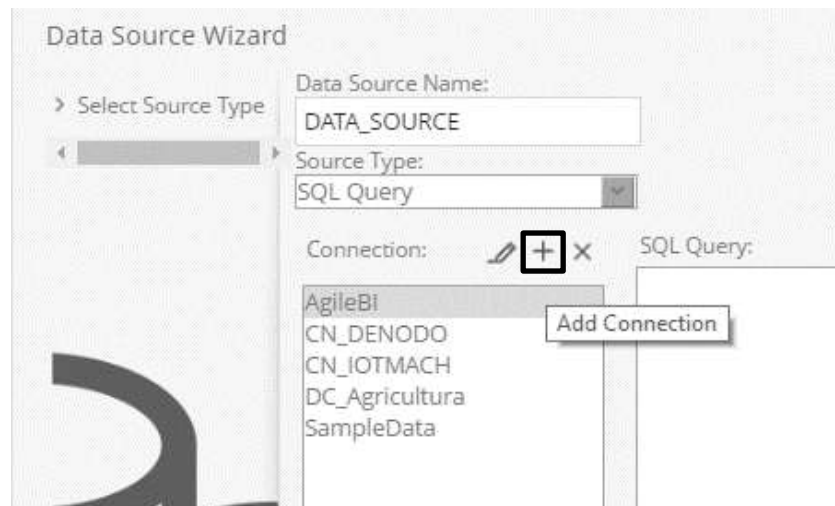 Data Source Wizard
> Select Source Type
Data Source Name:
DATA_SOURCE
Source Type:
SQL Query
Connection:
AgileBI
CN_DENODO
CN_IOTMACH
DC_Agricultura
SampleData
Add Connection
SQL Query: